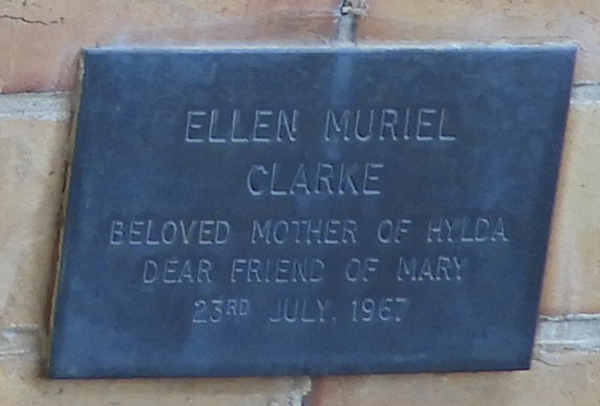 ELLEN MURIEL
CLARKE
BELOVED MOTHER OF HYLDA
DEAR FRIEND OF MARY
23RD JULY, 1967